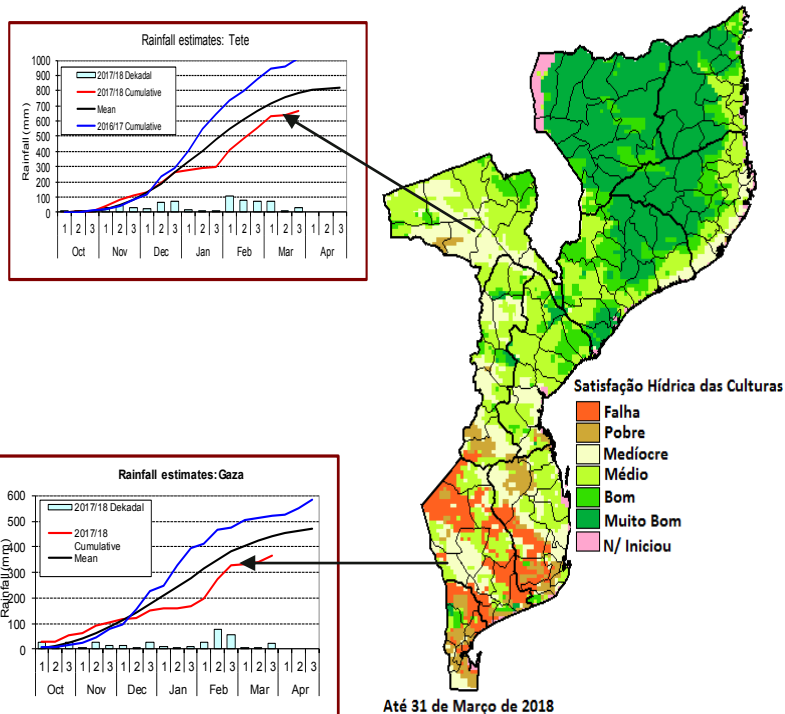 Rainfall estimates: Tete
Rainfall (mm)
1000
900
800
700
600
500
400
300
200
100
0
2017/18 Dekadal
2017/18 Cumulative
Mean
2016/17 Cumulative
1 2 3 1 2 3 1 2 3 1 2 3 1 2 3 1 2 3 1 2 3
Oct Nov Dec Jan Feb Mar Apr
Satisfação Hídrica das Culturas
Falha
Pobre
Medíocre
Médio
Bom
Muito Bom
N/ Iniciou
Rainfall estimates:Gaza
Rainfall (mm)
600
500
400
300
200
100
0
2017/18 Dekadal
2017/18
Cumulative
Mean
1 2 3 1 2 3 1 2 3 1 2 3 1 2 3 1 2 3 1 2 3
Oct Nov Dec Jan Feb Mar Apr
Até 31 de Março de 2018